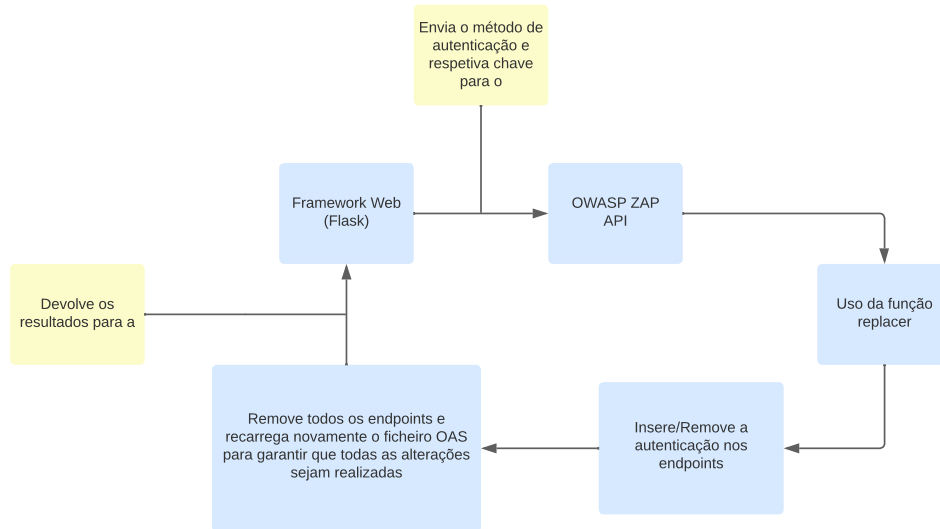 Envia o método de
autenticação e
respetiva chave
para o
Framework Web
(Flask)
OWASP ZAP
API
Devolve os
resultados para a
Uso da função
replacer
Remove todos os endpoints e
recarrega novamente o ficheiro OAS
para garantir que todas as alterações
sejam realizadas
Insere/Remove a
autenticação nos
endpoints